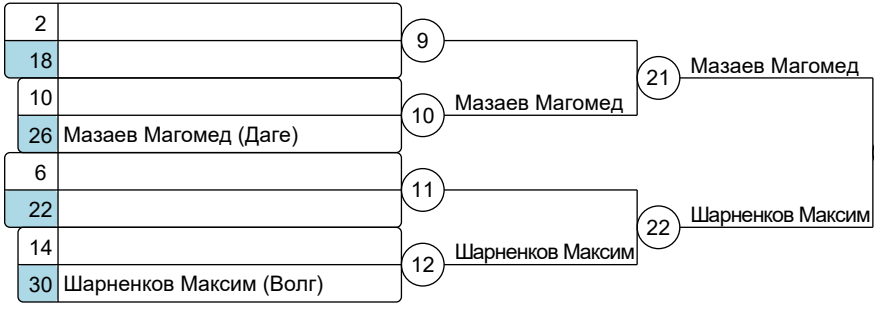 2
9
18
21 Мазаев Магомед
10
10 Мазаев Магомед
26 Мазаев Магомед (Даге)
6
11
22
22 Шарненков Максим
14
12 Шарненков Максим
30 Шарненков Максим (Волг)